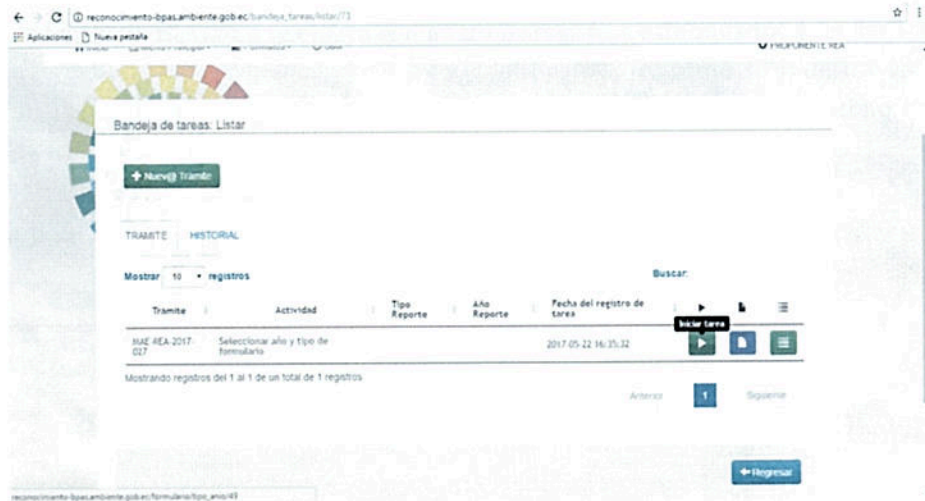 reconocimiento-bpas.ambiente.gob.ec/bandeja_tareas/listar/73
Aplicaciones Nueva pestaña
PROPONENTE REA
Bandeja de tareas: Listar
Nuev@ Tramite
TRAMITE HISTORIAL
Mostrar 10 registros Buscar:
Tramite Actividad Tipo Reporte Año Reporte Fecha del registro de tarea
Iniciar tarea
MAE-REA-2017-027 Seleccionar año y tipo de formulario 2017-05-22 16:35:32
Mostrando registros del 1 al 1 de un total de 1 registros
Anterior 1 Siguiente
Regresar
reconocimiento-bpas.ambiente.gob.ec/formulario/tipo_anio/49